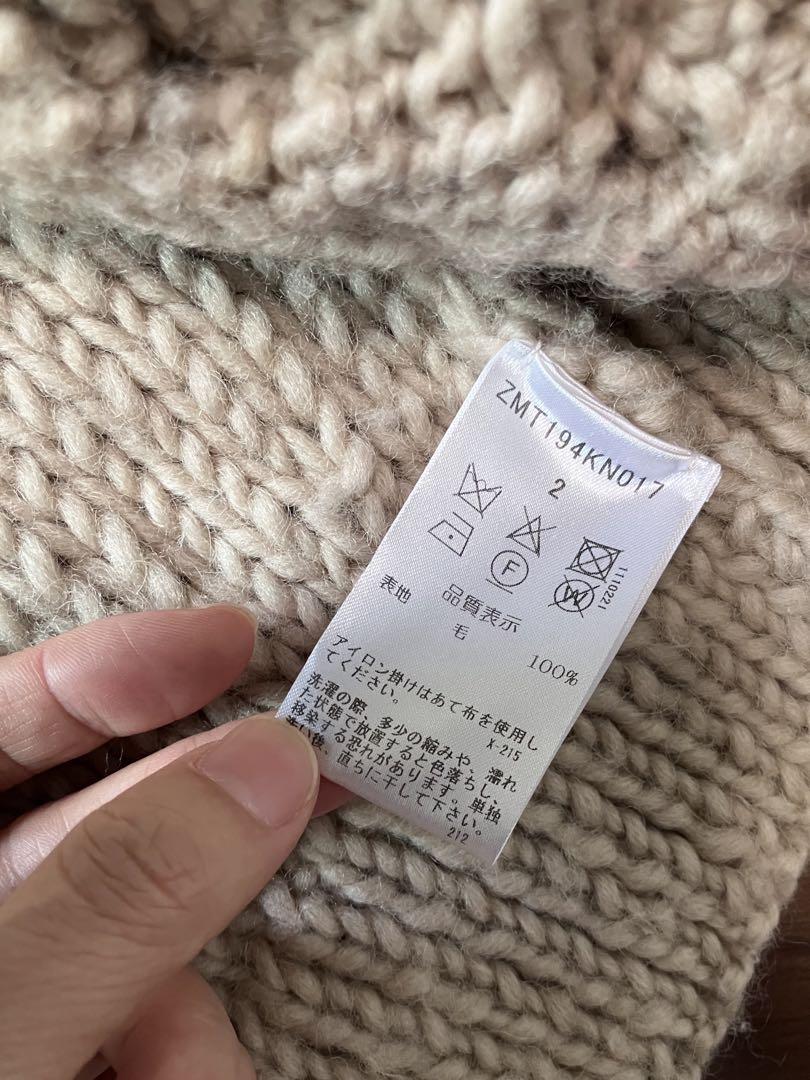 ZMT194KN017
2
F
W
111022I
品質表示
表地 毛 100%
アイロン掛けはあて布を使用し
てください。
X-215
洗濯の際、多少の縮みや、濡れ
た状態で放置すると色落ちし、
移染する恐れがあります。単独
洗い後、直ちに干して下さい。
212